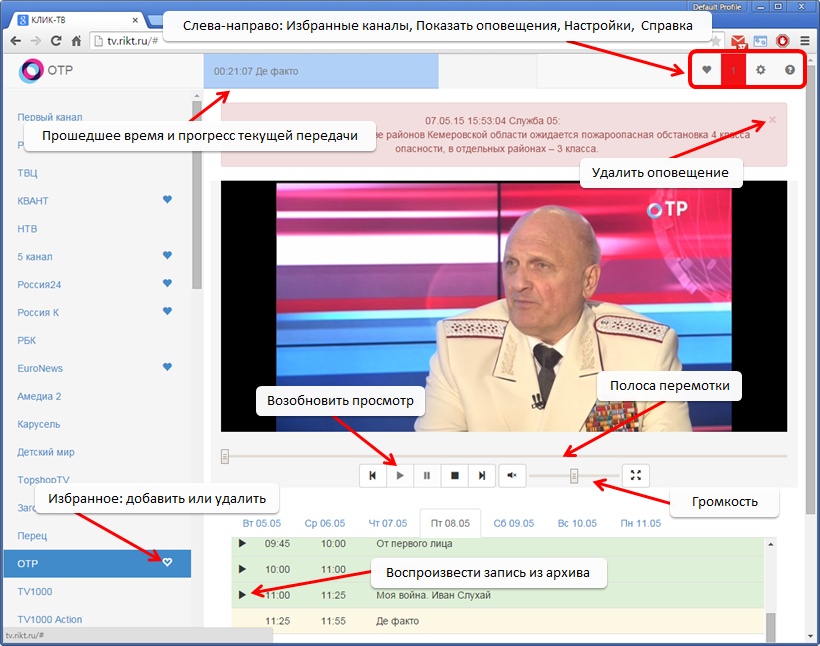 Default Profile
КЛИК-ТВ
tv.rikt.ru/#
Слева-направо: Избранные каналы, Показать оповещения, Настройки, Справка
ОТР
00:21:07 Де факто
1
Первый канал
Прошедшее время и прогресс текущей передачи
07.05.15 15:53:04 Служба 05:
районов Кемеровской области ожидается пожароопасная обстановка 4 класса
опасности, в отдельных районах – 3 класса.
Удалить оповещение
ТВЦ
КВАНТ
НТВ
5 канал
Россия24
Россия К
РБК
EuroNews
Амедиа 2
Карусель
Детский мир
TopshopTV
Избранное: добавить или удалить
Перец
ОТР
TV1000
TV1000 Action
tv.rikt.ru/#
ОТР
Возобновить просмотр
Полоса перемотки
Громкость
Вт 05.05
Ср 06.05
Чт 07.05
Пт 08.05
Сб 09.05
Вс 10.05
Пн 11.05
09:45 10:00 От первого лица
10:00 11:00
Воспроизвести запись из архива
11:00 11:25 Моя война. Иван Слухай
11:25 11:55 Де факто